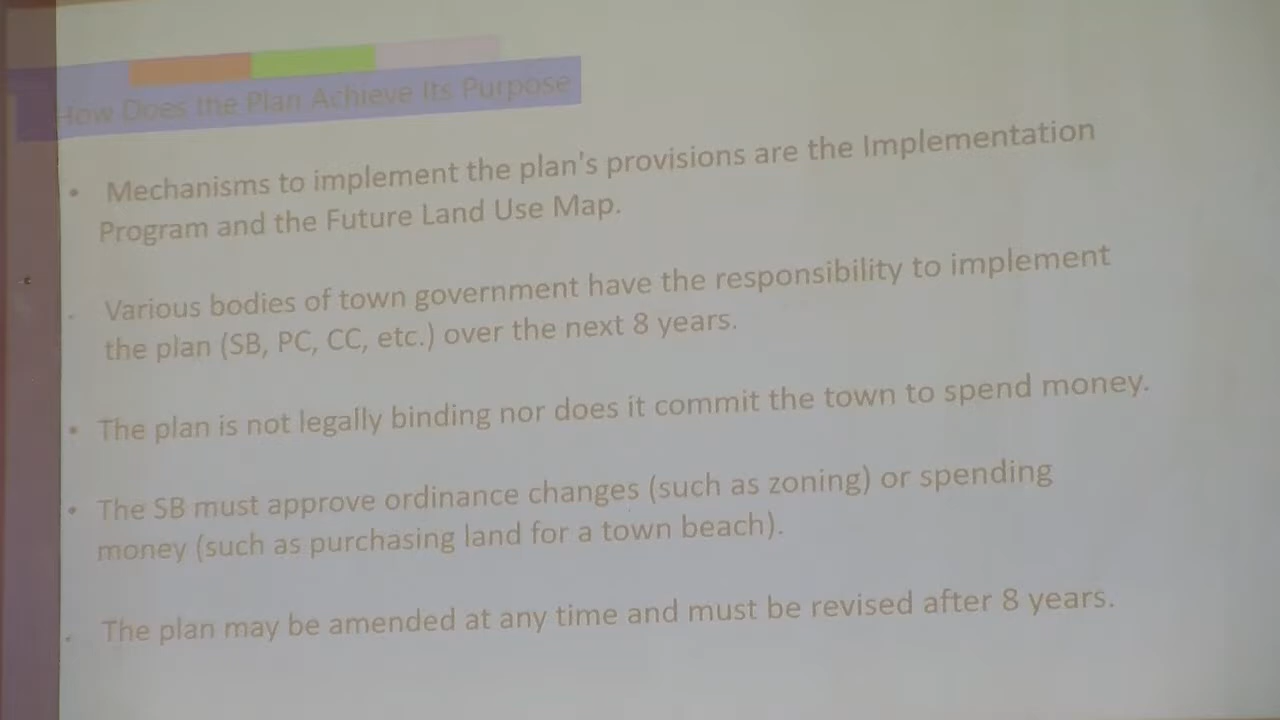 How Does the Plan Achieve Its Purpose
• Mechanisms to implement the plan's provisions are the Implementation
Program and the Future Land Use Map.
• Various bodies of town government have the responsibility to implement
the plan (SB, PC, CC, etc.) over the next 8 years.
• The plan is not legally binding nor does it commit the town to spend money.
• The SB must approve ordinance changes (such as zoning) or spending
money (such as purchasing land for a town beach).
• The plan may be amended at any time and must be revised after 8 years.